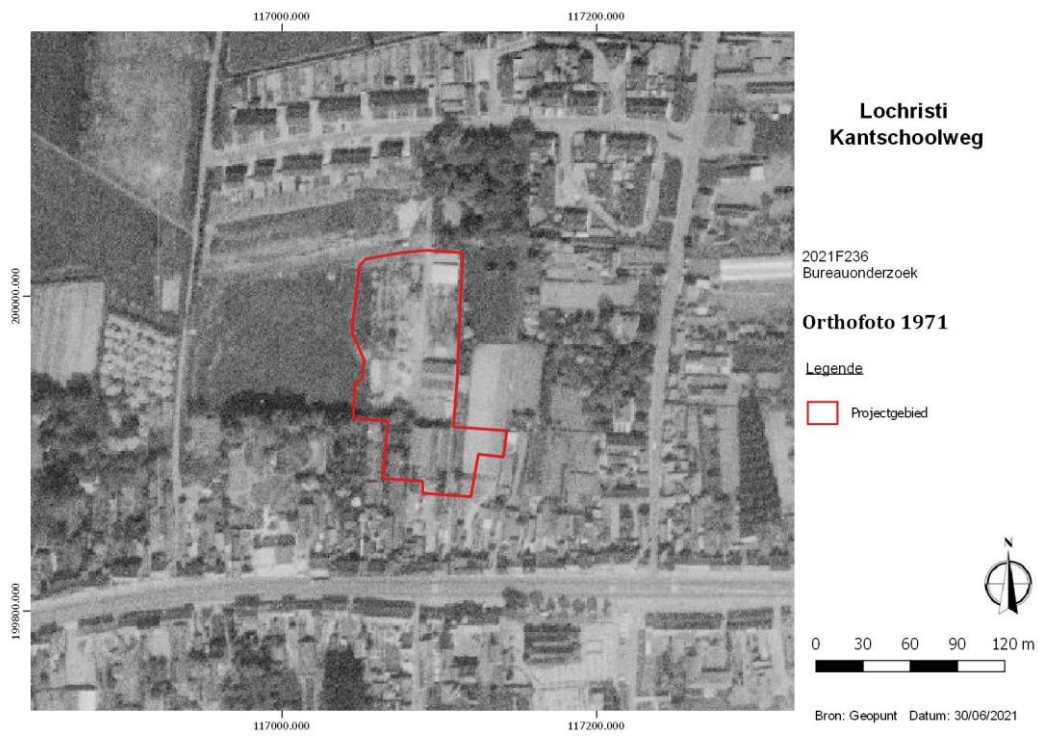 117000.000
117200.000
200000.000
199800.000
117000.000
117200.000
Lochristi
Kantschoolweg
2021F236
Bureauonderzoek
Orthofoto 1971
Legende
Projectgebied
N
0 30 60 90 120 m
Bron: Geopunt Datum: 30/06/2021